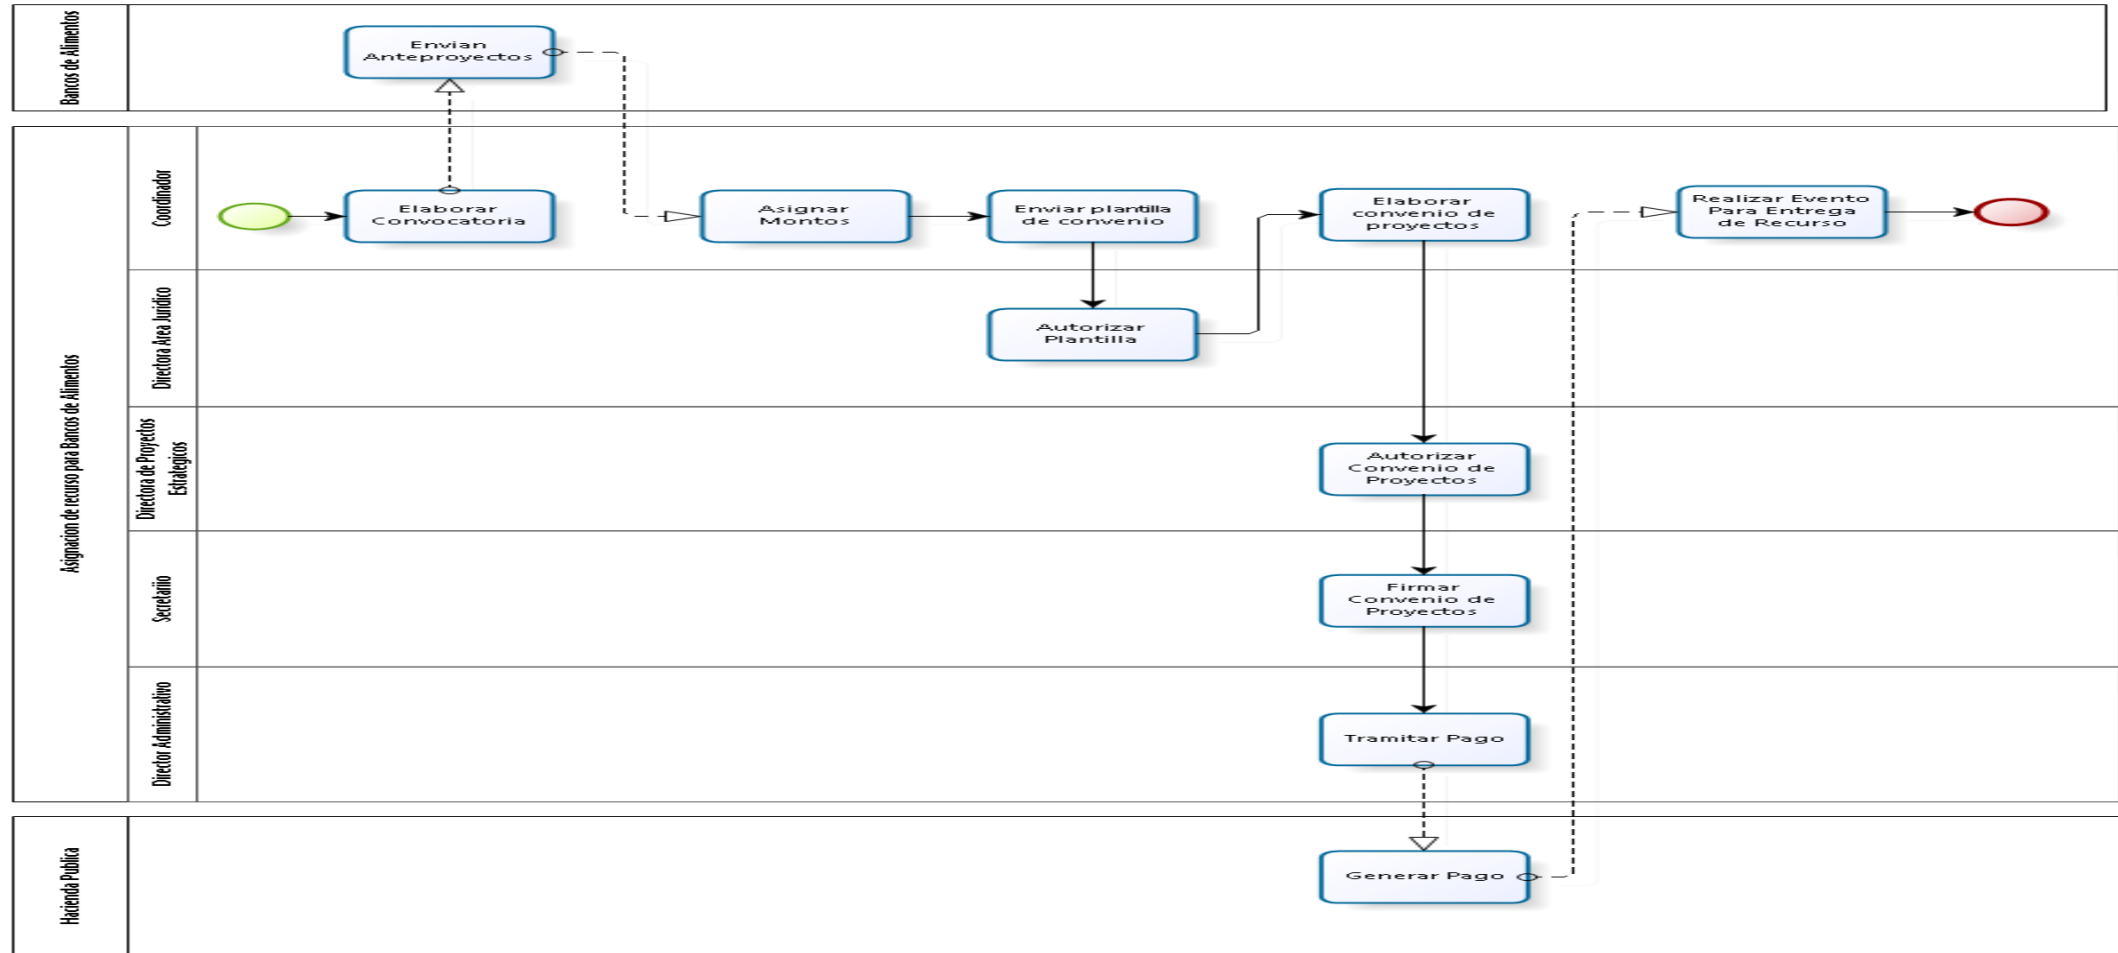 Bancos de Alimentos
Envian
Anteproyectos
Asignacion de recurso para Bancos de Alimentos
Coordinador
Elaborar
Convocatoria
Asignar
Montos
Enviar plantilla
de convenio
Elaborar
convenio de
proyectos
Realizar Evento
Para Entrega
de Recurso
Directora Area Juridico
Autorizar
Plantilla
Directora de Proyectos
Estrategicos
Autorizar
Convenio de
Proyectos
Secretariio
Firmar
Convenio de
Proyectos
Director Administrativo
Tramitar Pago
Hacienda Publica
Generar Pago